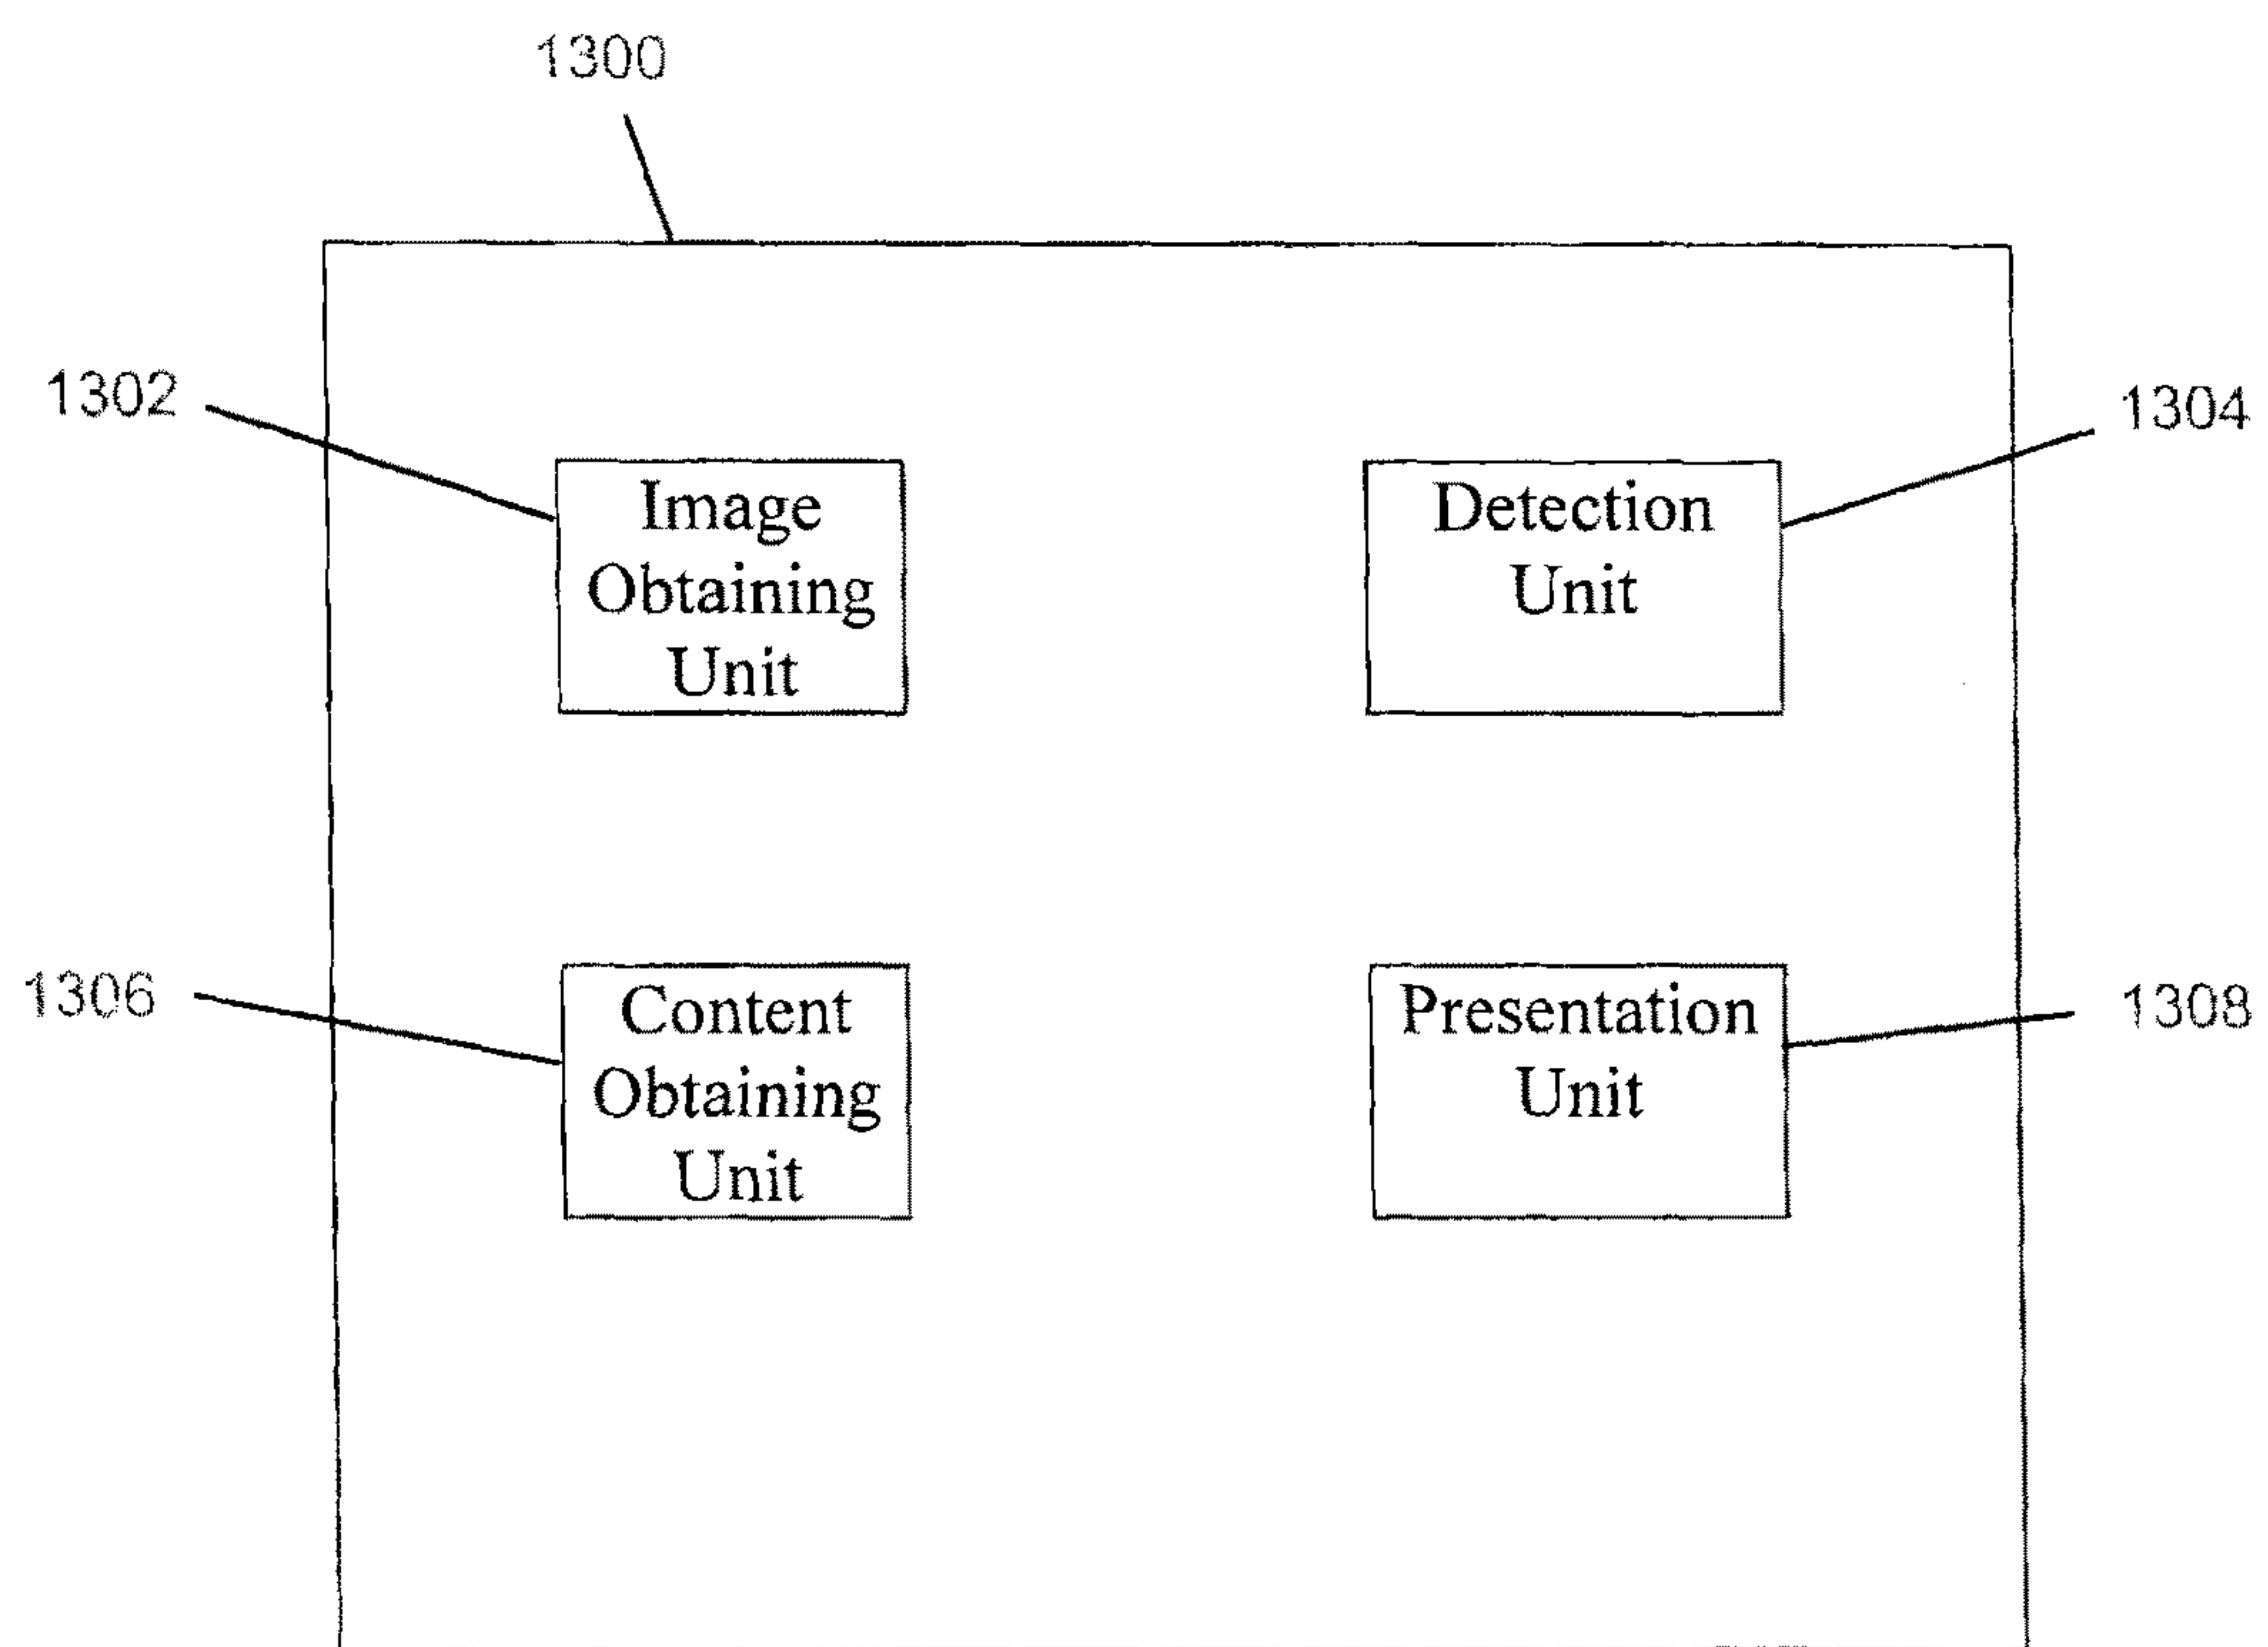 1300
1302
1304
Image
Obtaining
Unit
Detection
Unit
1306
1308
Content
Obtaining
Unit
Presentation
Unit